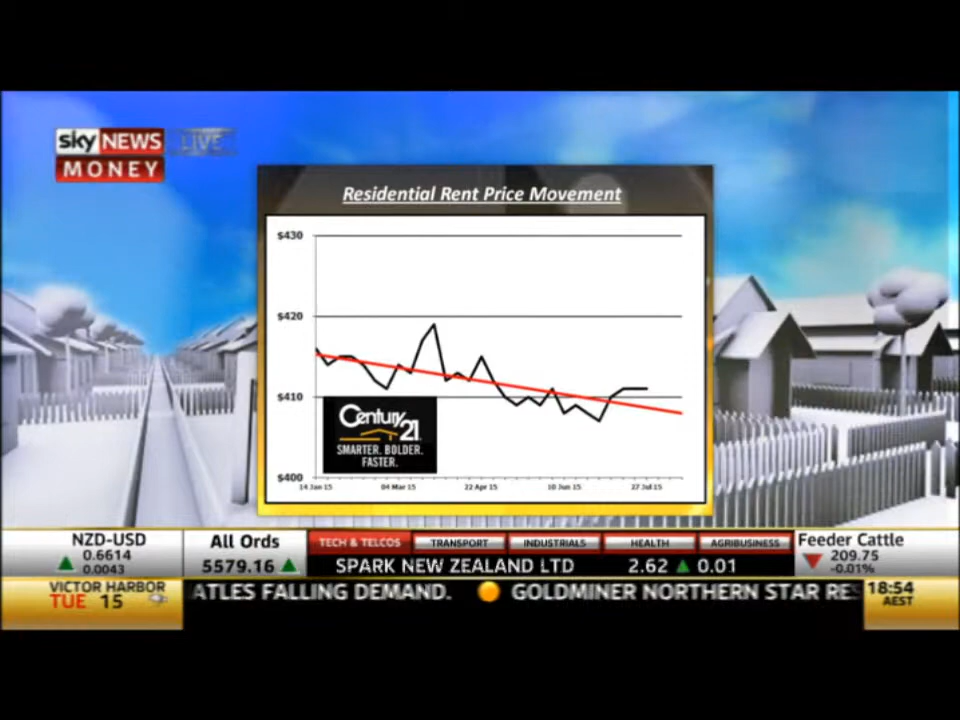 sky NEWS LIVE
MONEY
Residential Rent Price Movement
$430
$420
$410
$400
Century 21
SMARTER. BOLDER.
FASTER.
14 Jan 15 04 Mar 15 22 Apr 15 10 Jun 15 27 Jul 15
NZD-USD
0.6614
0.0043
All Ords
5579.16
TECH & TELCOS TRANSPORT INDUSTRIALS HEALTH AGRIBUSINESS
SPARK NEW ZEALAND LTD 2.62 0.01
Feeder Cattle
209.75
-0.01%
VICTOR HARBOR
TUE 15
ATLES FALLING DEMAND. GOLDMINER NORTHERN STAR RES
18:54
AEST